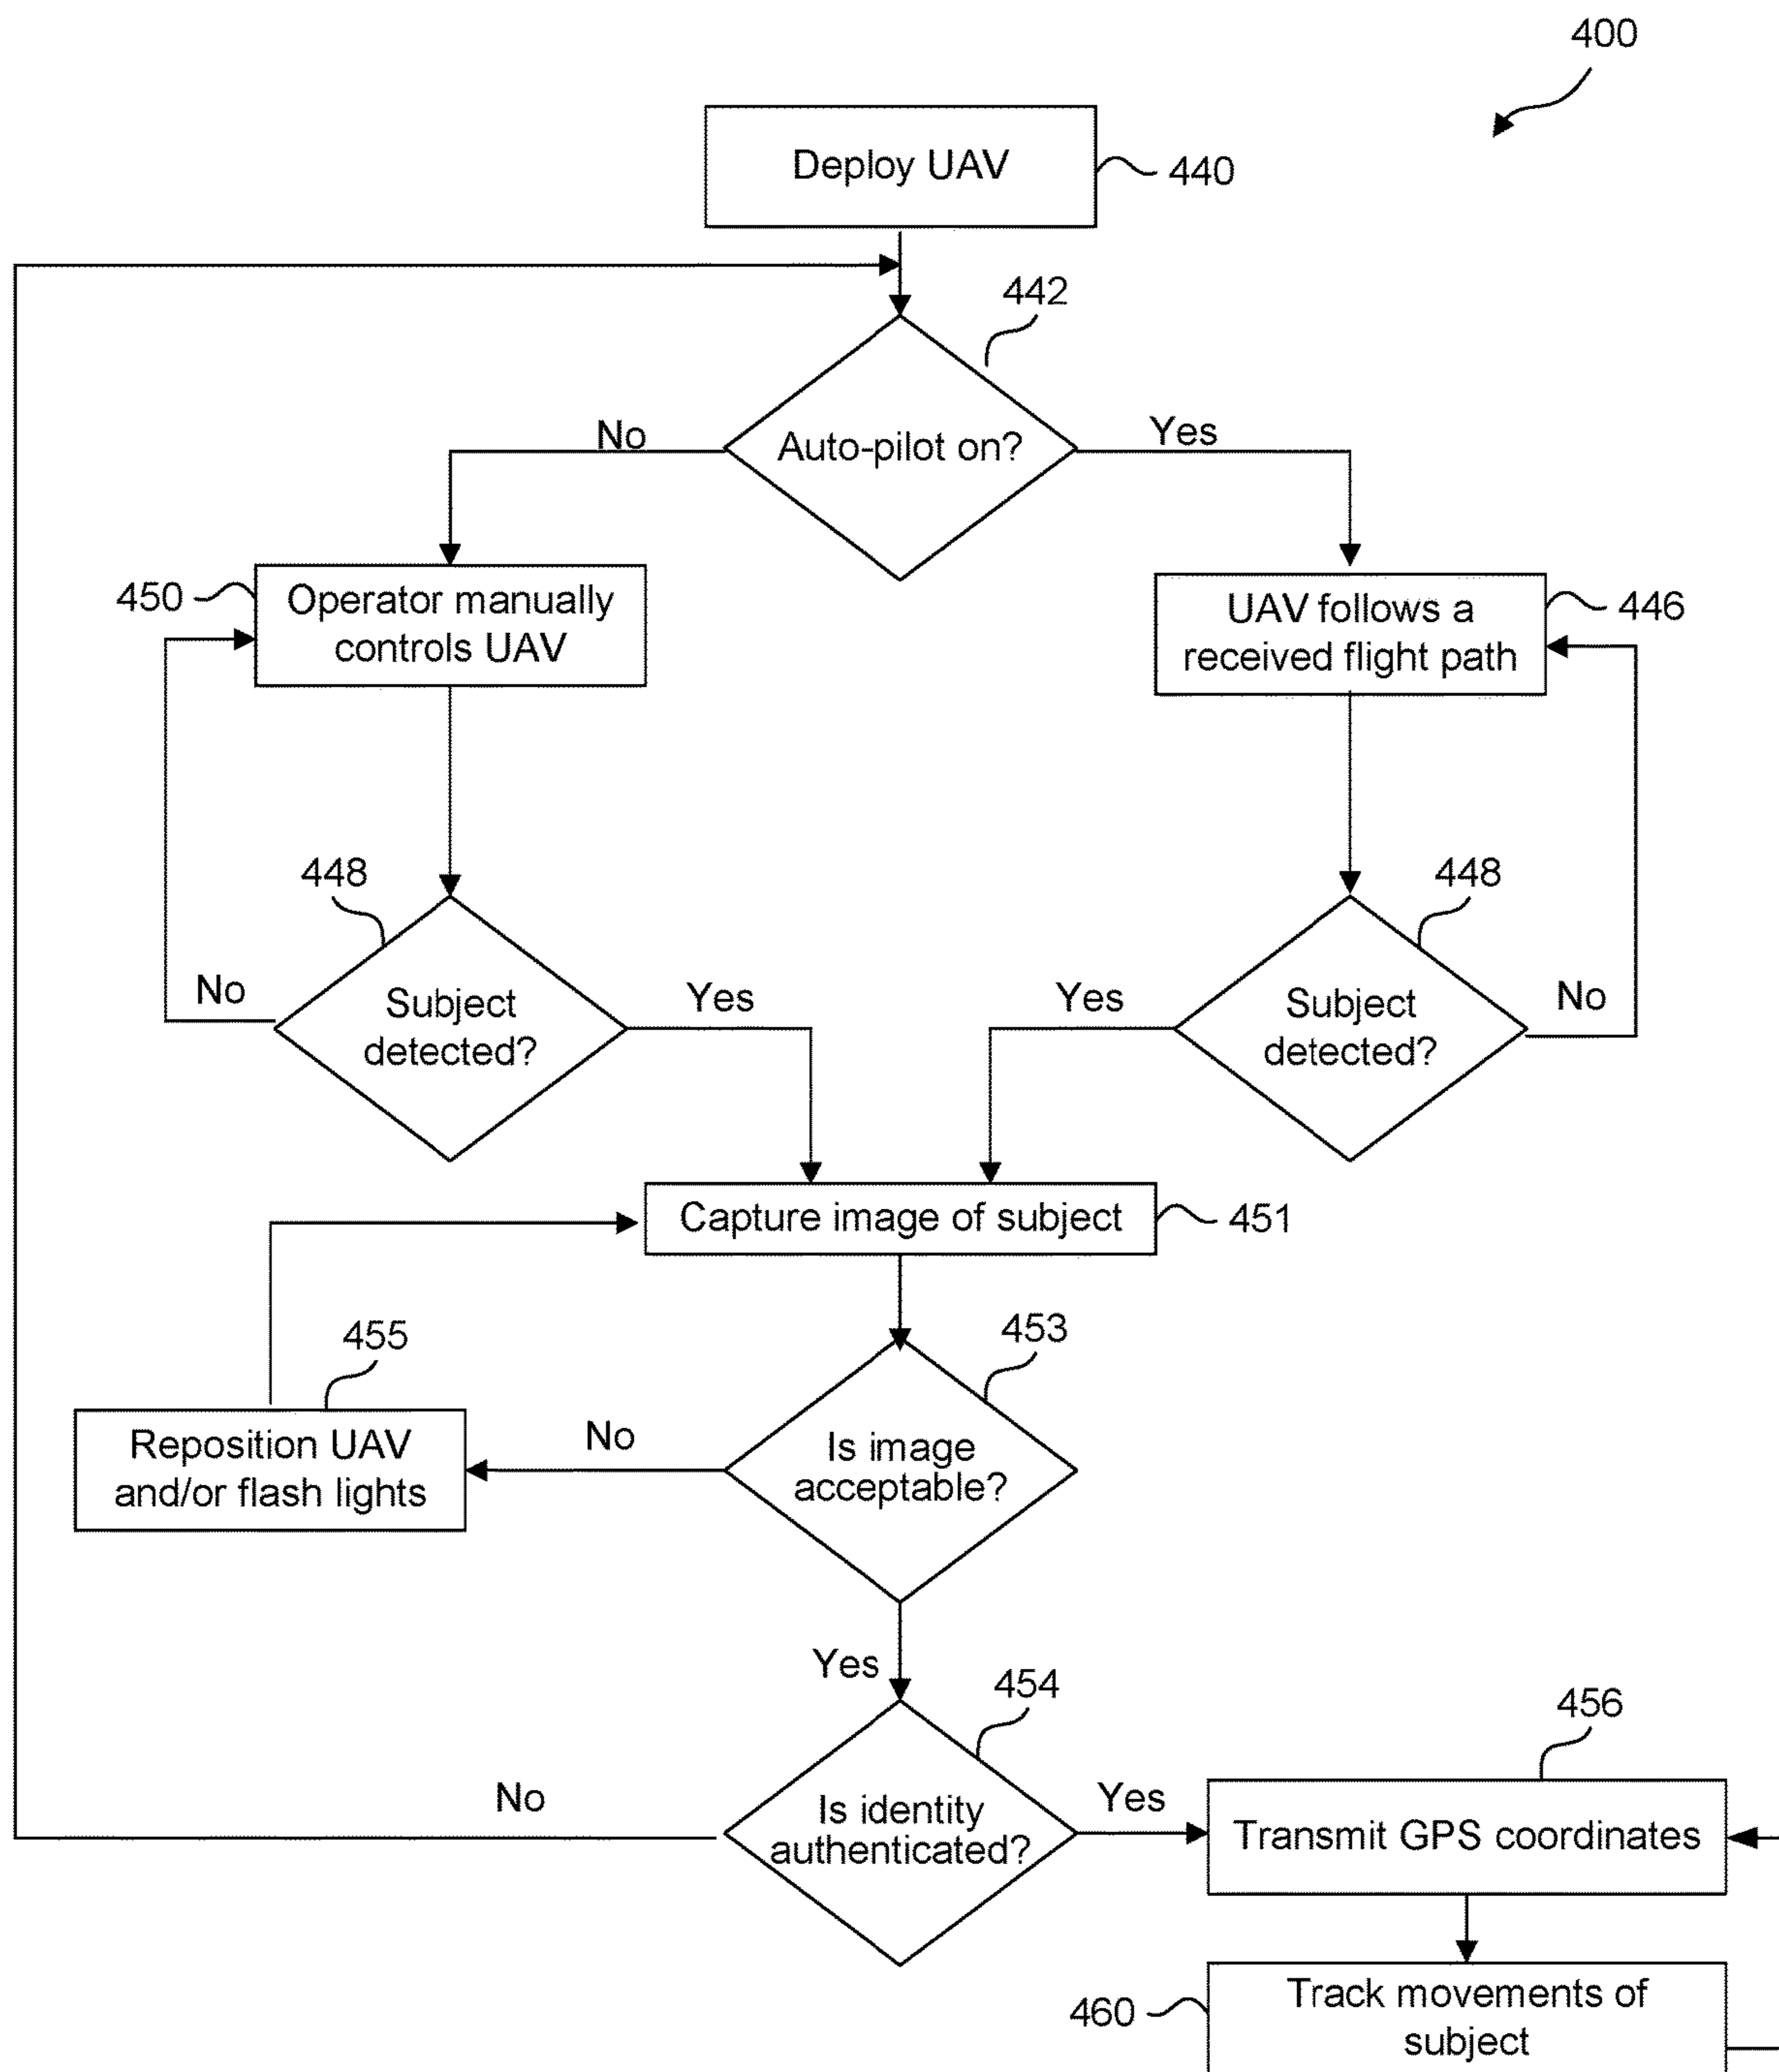 400
Deploy UAV
440
442
No
Auto-pilot on?
Yes
450
Operator manually
controls UAV
UAV follows a
received flight path
446
448
448
No
Subject
detected?
Yes
Yes
Subject
detected?
No
Capture image of subject
451
453
455
Reposition UAV
and/or flash lights
No
Is image
acceptable?
Yes
454
456
No
Is identity
authenticated?
Yes
Transmit GPS coordinates
460
Track movements of
subject